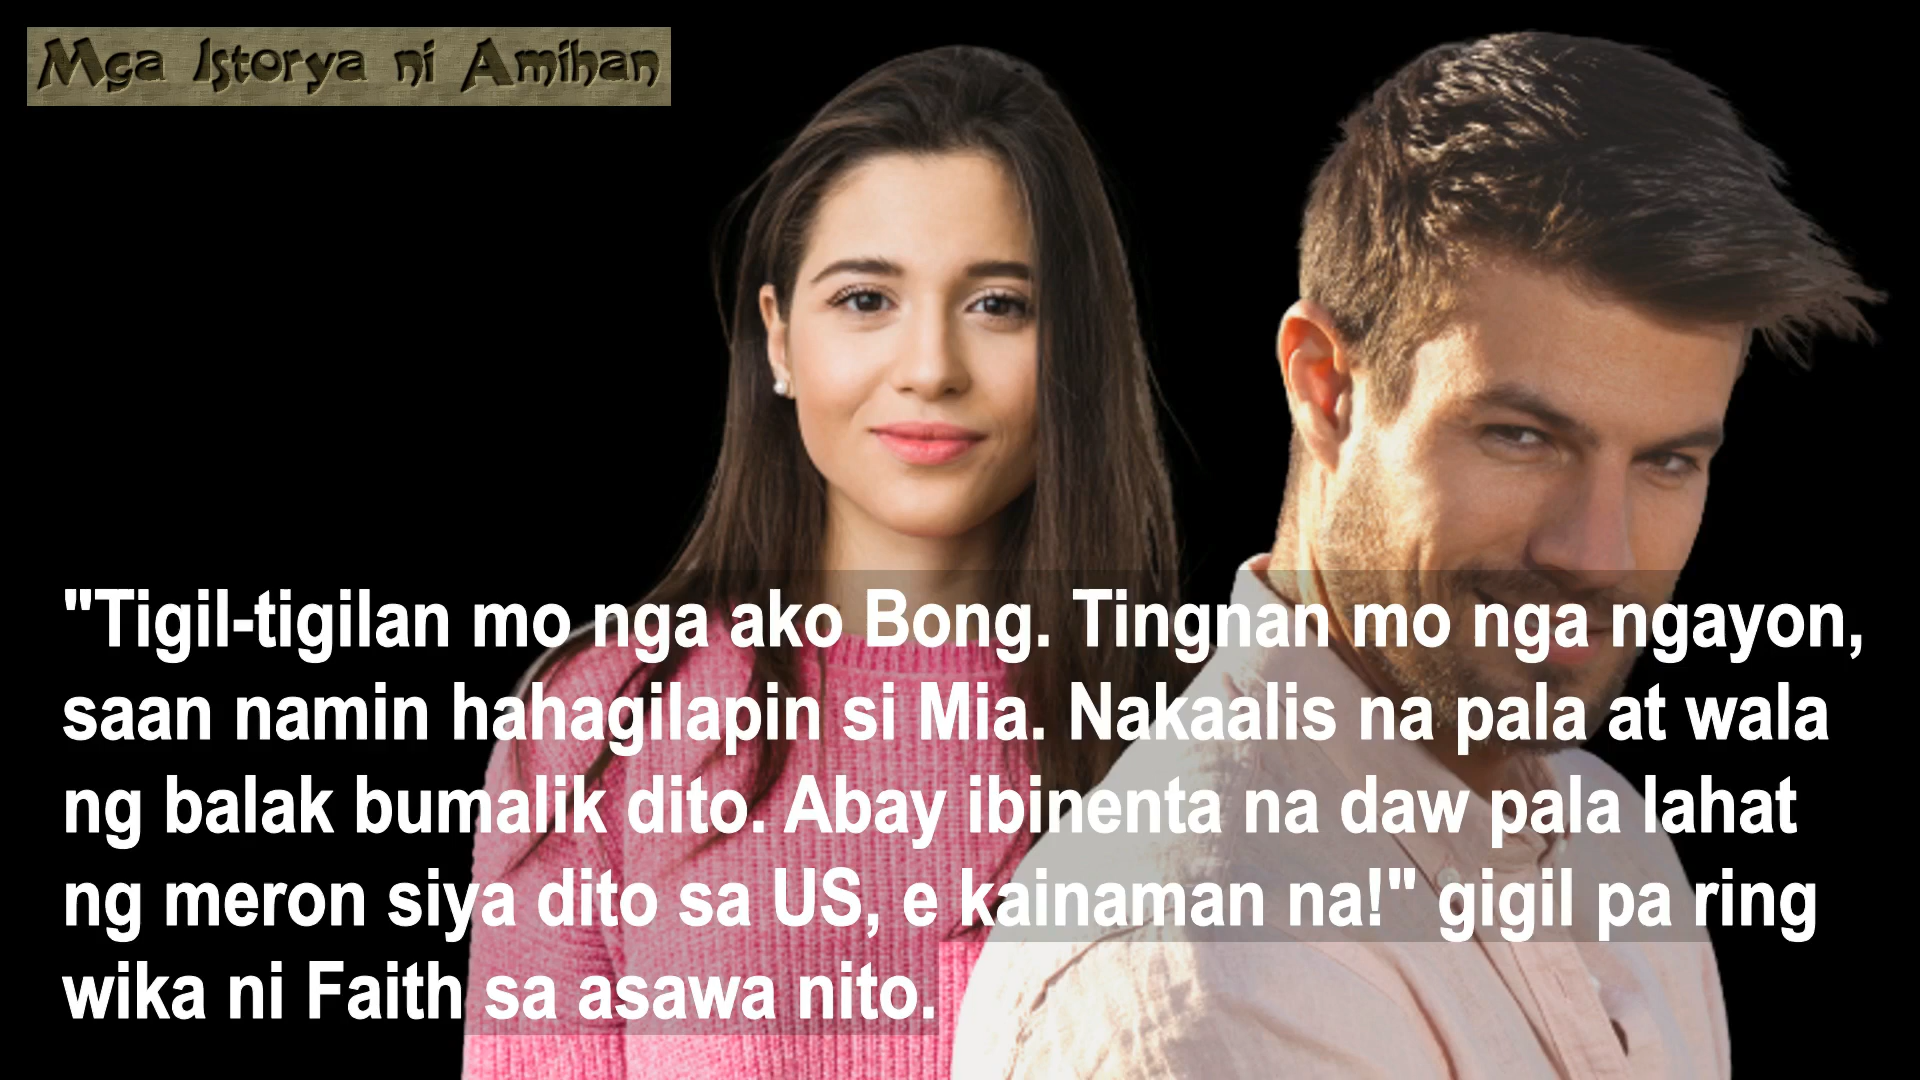 Mga Istorya ni Amihan
"Tigil-tigilan mo nga ako Bong. Tingnan mo nga ngayon,
saan namin hahagilapin si Mia. Nakaalis na pala at wala
ng balak bumalik dito. Abay ibinenta na daw pala lahat
ng meron siya dito sa US, e kainaman na!" gigil pa ring
wika ni Faith sa asawa nito.